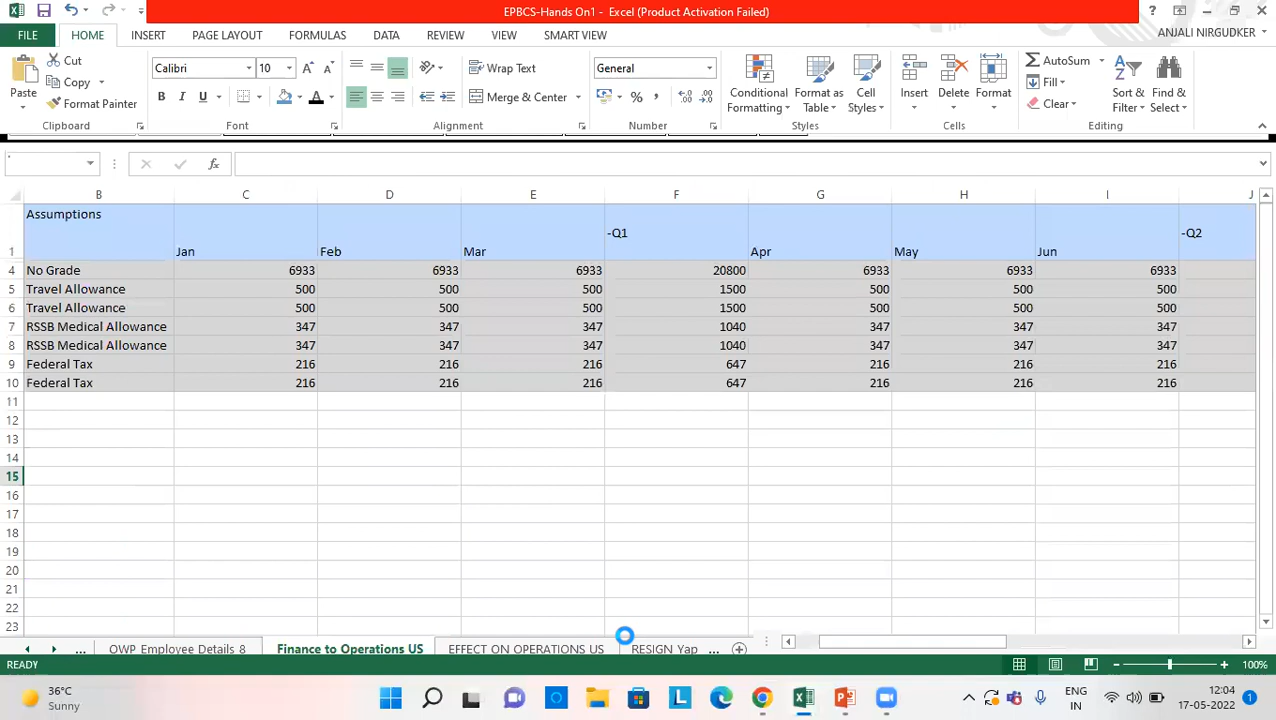 EPBCS-Hands On1 - Excel (Product Activation Failed)
?
FILE HOME INSERT PAGE LAYOUT FORMULAS DATA REVIEW VIEW SMART VIEW ANJALI NIRGUDKER
Paste Cut Copy Format Painter
Calibri 10
B I U A
Wrap Text
Merge & Center
General
%
Conditional Formatting Format as Table Cell Styles
Insert Delete Format
AutoSum Fill Clear
Sort & Filter Find & Select
Clipboard Font Alignment Number Styles Cells Editing
fx
B C D E F G H I J
1 Assumptions Jan Feb Mar -Q1 Apr May Jun -Q2
4 No Grade 6933 6933 6933 20800 6933 6933 6933
5 Travel Allowance 500 500 500 1500 500 500 500
6 Travel Allowance 500 500 500 1500 500 500 500
7 RSSB Medical Allowance 347 347 347 1040 347 347 347
8 RSSB Medical Allowance 347 347 347 1040 347 347 347
9 Federal Tax 216 216 216 647 216 216 216
10 Federal Tax 216 216 216 647 216 216 216
11
12
13
14
15
16
17
18
19
20
21
22
23
... OWP Employee Details 8 Finance to Operations US EFFECT ON OPERATIONS US RESIGN Yap ...
READY 100%
36°C
Sunny
ENG
IN
12:04
17-05-2022
1